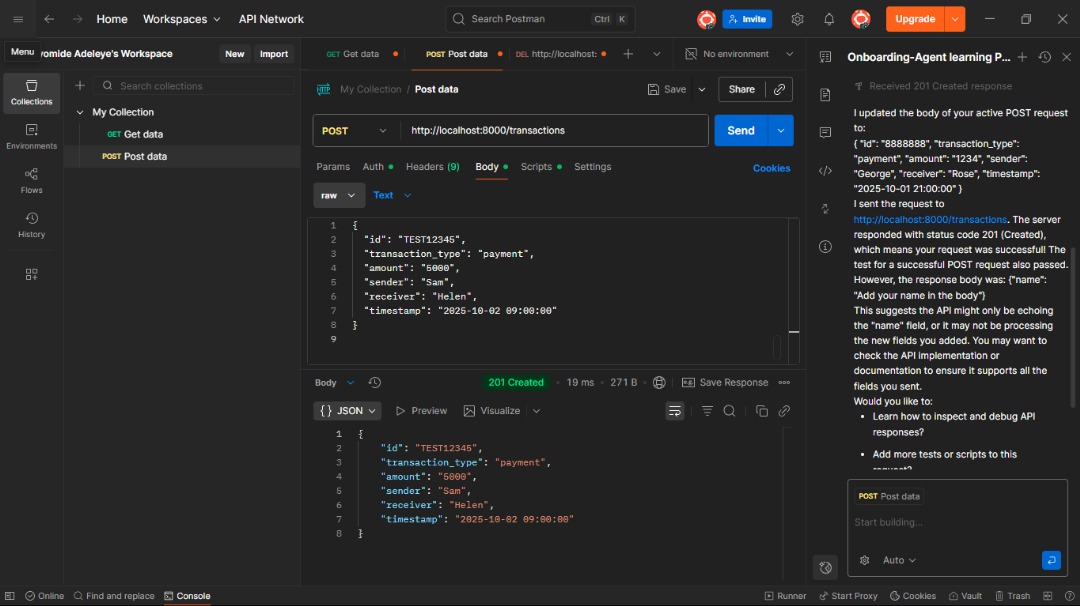 Home Workspaces API Network Search Postman Ctrl K Invite Upgrade
Menu
yomide Adeleye's Workspace New Import
GET Get data POST Post data DEL http://localhost: No environment
Onboarding-Agent learning P...
Collections
Environments
Flows
History
Search collections
My Collection
GET Get data
POST Post data
HTTP My Collection / Post data Save Share
POST http://localhost:8000/transactions Send
Params Auth Headers (9) Body Scripts Settings Cookies
raw Text
1 {
2 "id": "TEST12345",
3 "transaction_type": "payment",
4 "amount": "5000",
5 "sender": "Sam",
6 "receiver": "Helen",
7 "timestamp": "2025-10-02 09:00:00"
8 }
9
Body 201 Created • 19 ms • 271 B Save Response
{} JSON Preview Visualize
1 {
2 "id": "TEST12345",
3 "transaction_type": "payment",
4 "amount": "5000",
5 "sender": "Sam",
6 "receiver": "Helen",
7 "timestamp": "2025-10-02 09:00:00"
8 }
Received 201 Created response
I updated the body of your active POST request
to:
{ "id": "8888888", "transaction_type":
"payment", "amount": "1234", "sender":
"George", "receiver": "Rose", "timestamp":
"2025-10-01 21:00:00" }
I sent the request to
http://localhost:8000/transactions. The server
responded with status code 201 (Created),
which means your request was successful! The
test for a successful POST request also passed.
However, the response body was: {"name":
"Add your name in the body"}
This suggests the API might only be echoing
the "name" field, or it may not be processing
the new fields you added. You may want to
check the API implementation or
documentation to ensure it supports all the
fields you sent.
Would you like to:
• Learn how to inspect and debug API
responses?
• Add more tests or scripts to this
request?
POST Post data
Start building...
Auto
Online Find and replace Console Runner Start Proxy Cookies Vault Trash